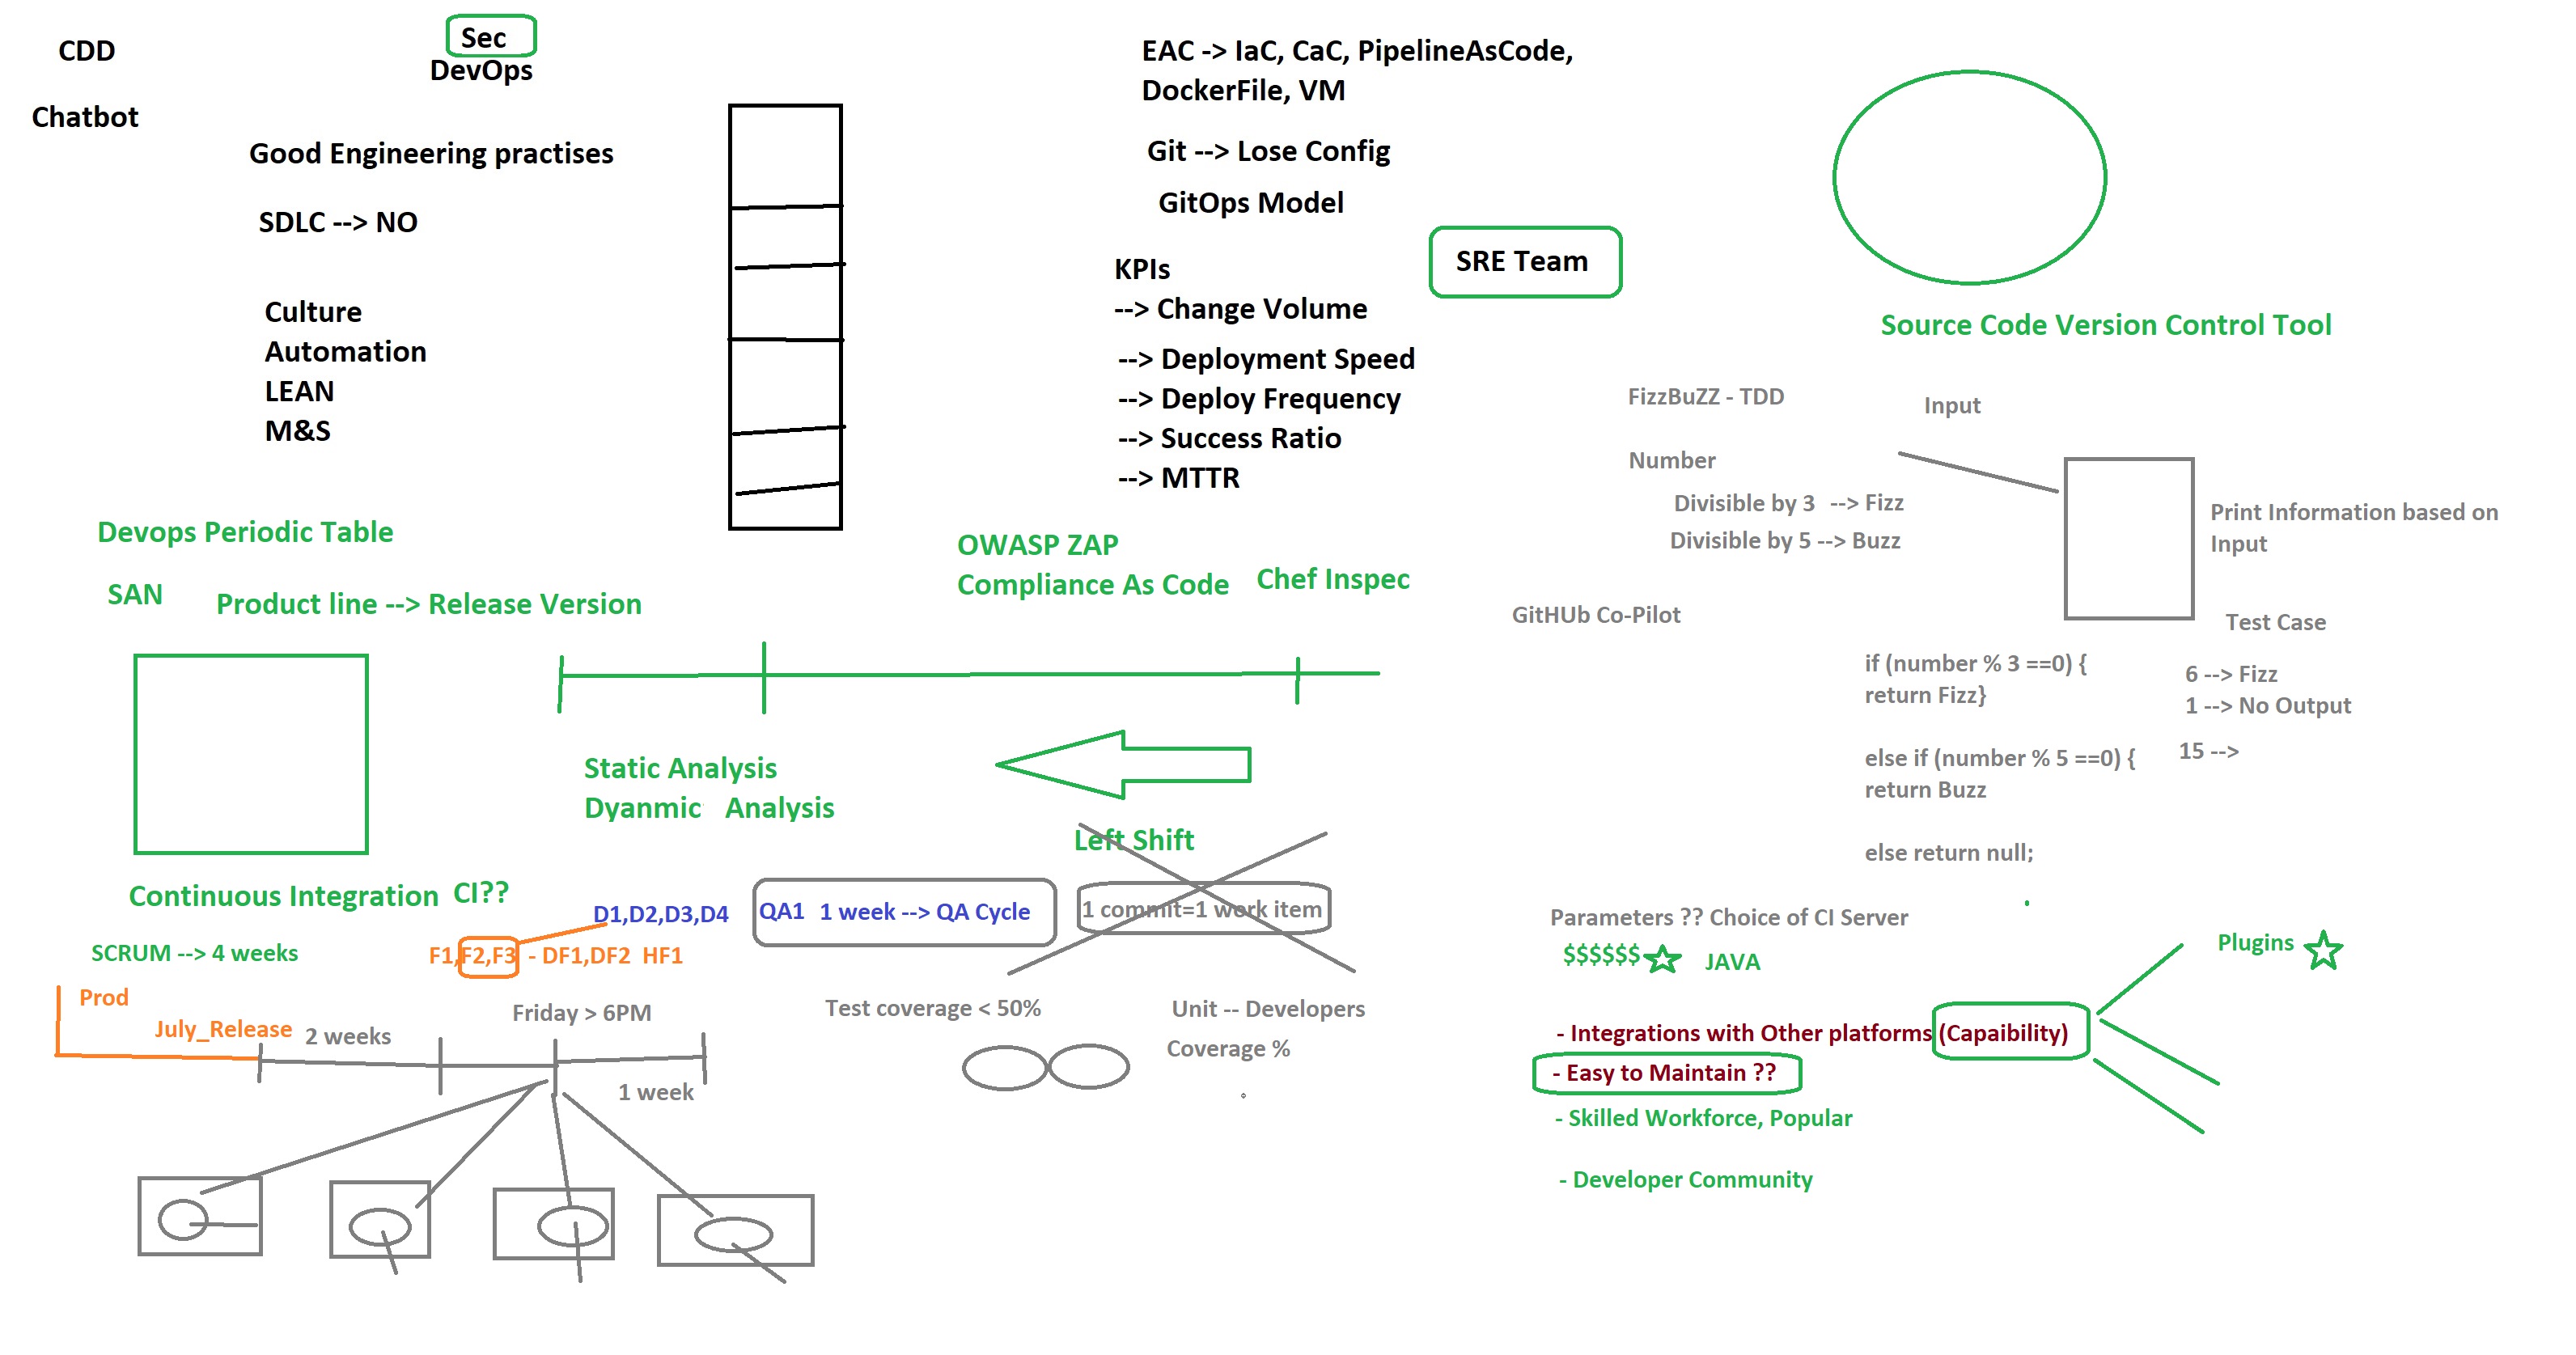 CDD
Chatbot
Sec
DevOps
Good Engineering practises
SDLC --> NO
Culture
Automation
LEAN
M&S
EAC -> IaC, CaC, PipelineAsCode,
DockerFile, VM
Git --> Lose Config
GitOps Model
KPIs
--> Change Volume
--> Deployment Speed
--> Deploy Frequency
--> Success Ratio
--> MTTR
SRE Team
Source Code Version Control Tool
FizzBuZZ - TDD
Input
Number
Divisible by 3 --> Fizz
Divisible by 5 --> Buzz
Print Information based on
Input
GitHUb Co-Pilot
Test Case
if (number % 3 ==0) {
return Fizz}
else if (number % 5 ==0) {
return Buzz
else return null;
6 --> Fizz
1 --> No Output
15 -->
Devops Periodic Table
SAN
Product line --> Release Version
OWASP ZAP
Compliance As Code
Chef Inspec
Static Analysis
Dyanmic Analysis
Left Shift
Continuous Integration
CI??
SCRUM --> 4 weeks
D1,D2,D3,D4
F1,F2,F3 - DF1,DF2 HF1
QA1 1 week --> QA Cycle
1 commit=1 work item
Prod
July_Release
2 weeks
Friday > 6PM
1 week
Test coverage < 50%
Unit -- Developers
Coverage %
Parameters ?? Choice of CI Server
$$$$$$
JAVA
Plugins
- Integrations with Other platforms (Capaibility)
- Easy to Maintain ??
- Skilled Workforce, Popular
- Developer Community